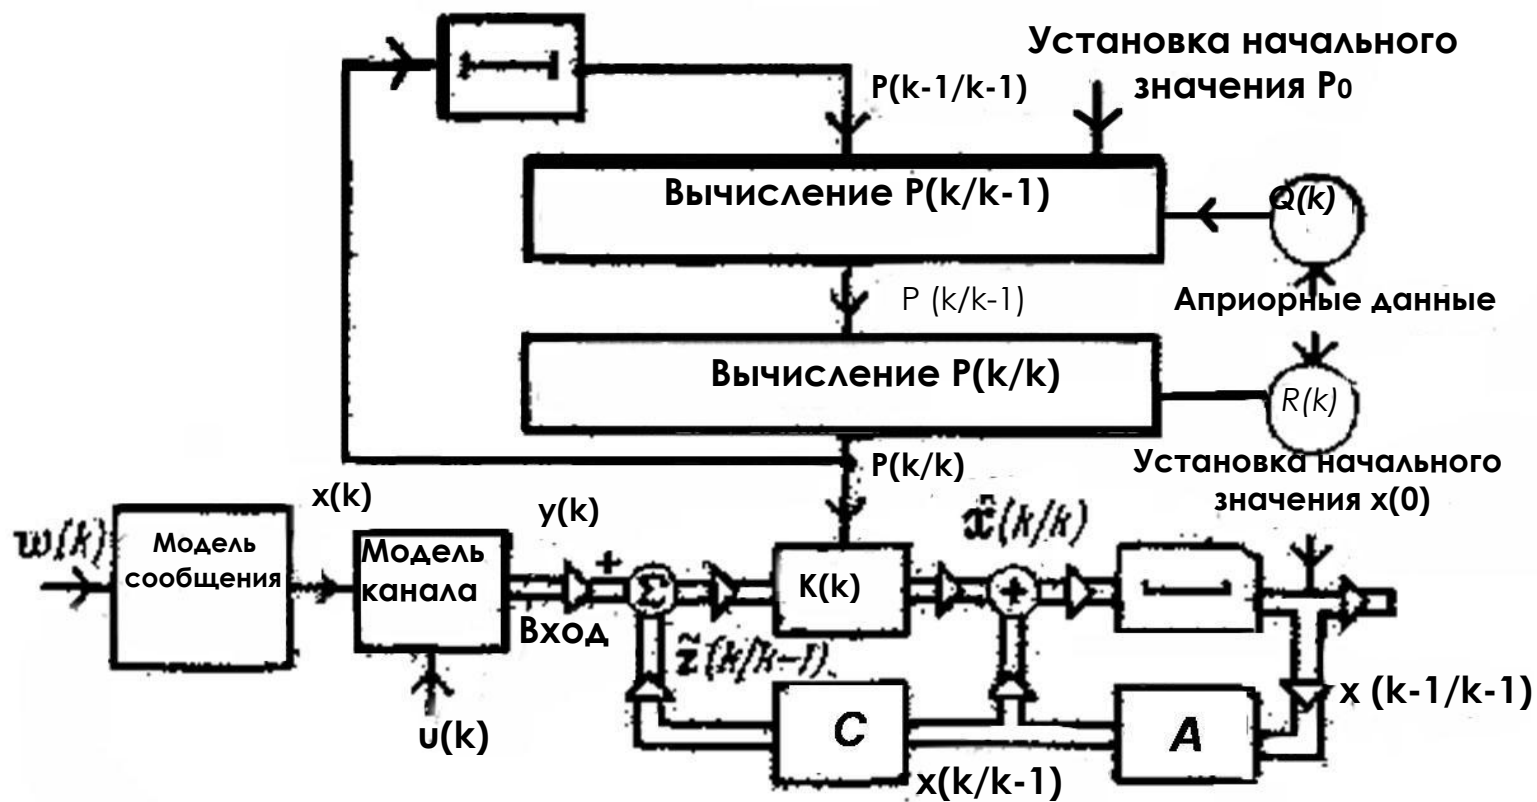 Установка начального
значения P0
P(k-1/k-1)
Вычисление P(k/k-1)
Q(k)
P (k/k-1)
Априорные данные
Вычисление P(k/k)
R(k)
P(k/k)
Установка начального
значения x(0)
x(k)
y(k)
x̂(k/k)
w(k)
Модель
сообщения
Модель
канала
+
Σ
K(k)
+
Вход
z̃(k/k-1)
u(k)
C
A
x (k-1/k-1)
x(k/k-1)